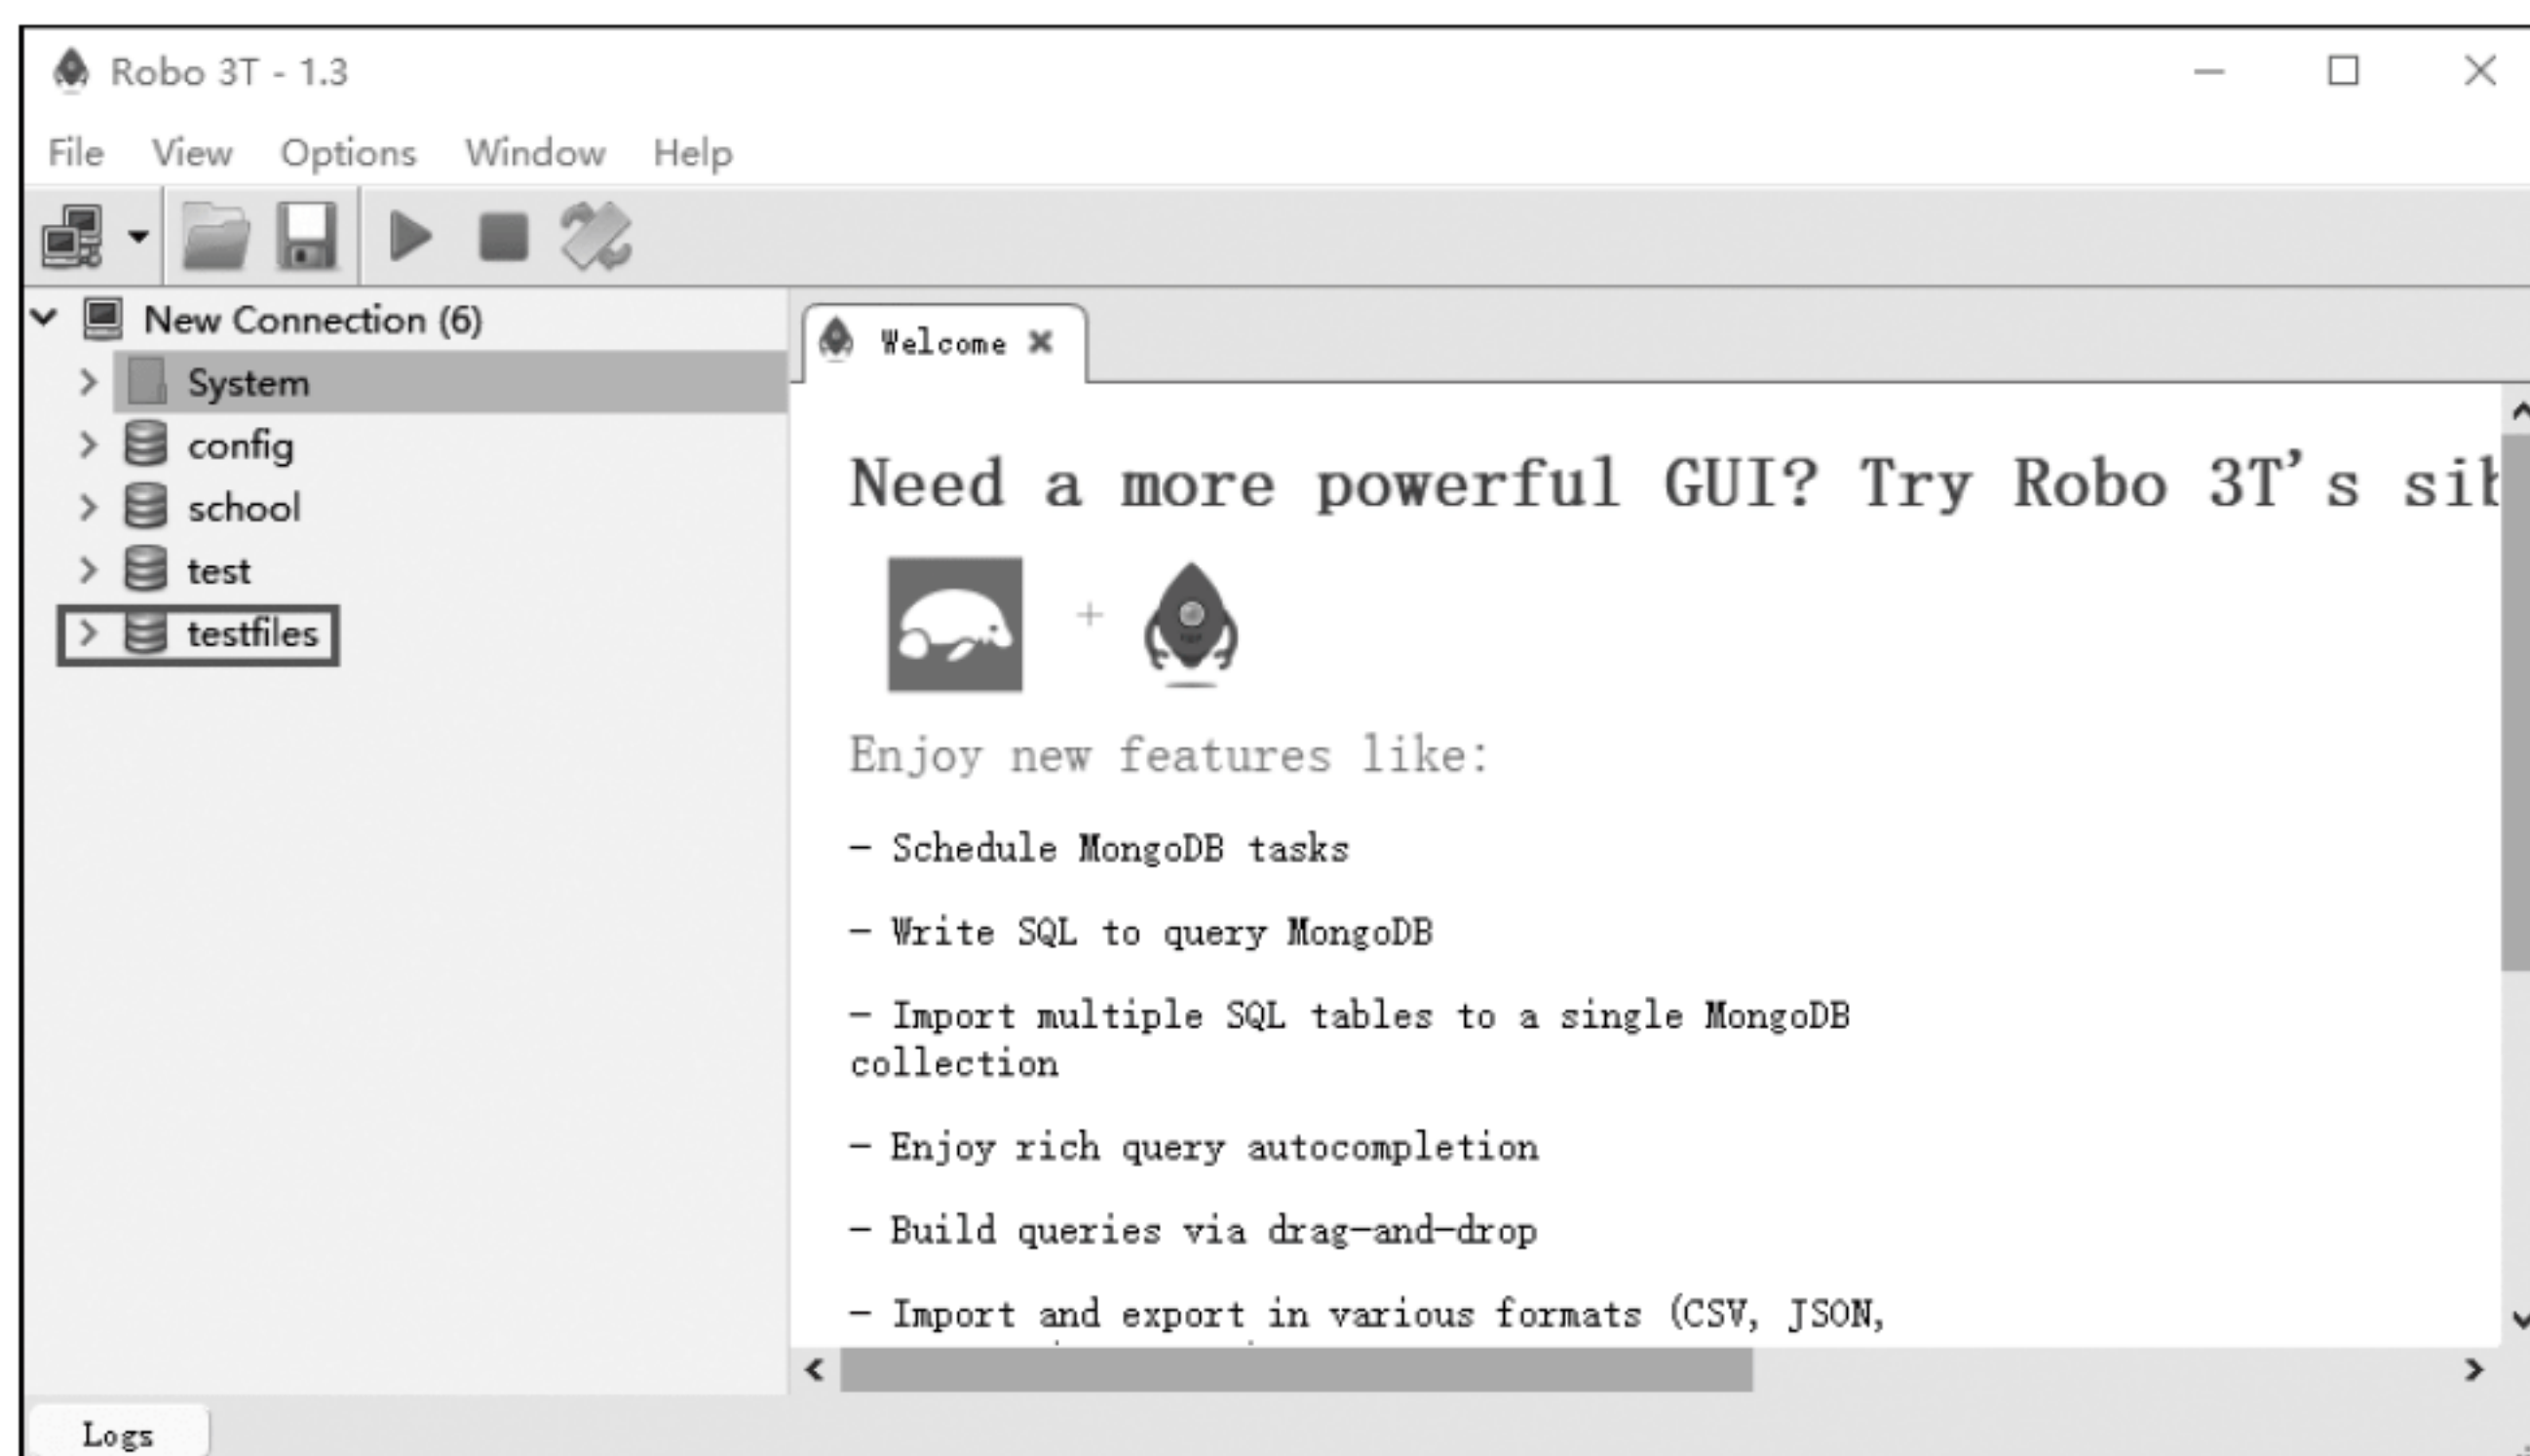 Robo 3T - 1.3
File View Options Window Help
New Connection (6)
System
config
school
test
testfiles
Welcome
Need a more powerful GUI? Try Robo 3T's
+
Enjoy new features like:
- Schedule MongoDB tasks
- Write SQL to query MongoDB
- Import multiple SQL tables to a single MongoDB
collection
- Enjoy rich query autocompletion
- Build queries via drag-and-drop
- Import and export in various formats (CSV, JSON,
Logs